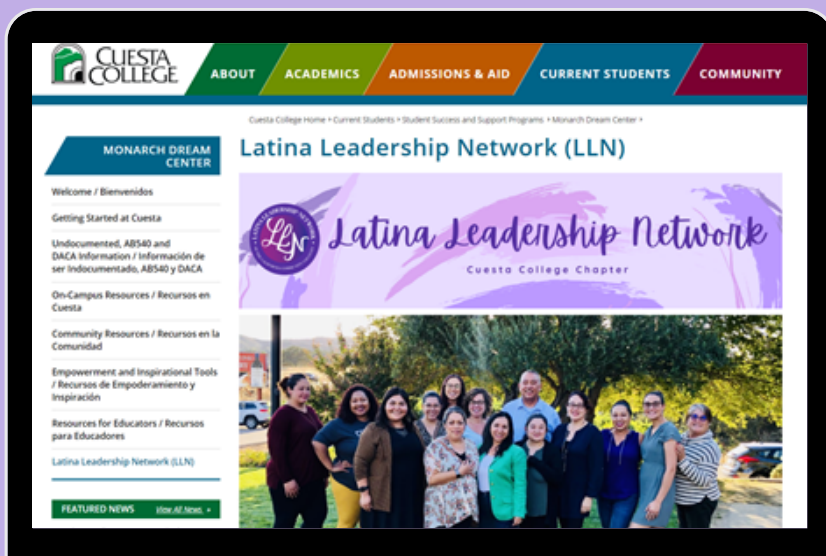 CUESTA
COLLEGE
ABOUT
ACADEMICS
ADMISSIONS & AID
CURRENT STUDENTS
COMMUNITY
Cuesta College Home • Current Students • Student Success and Support Programs • Monarch Dream Center •
MONARCH DREAM
CENTER
Welcome / Bienvenidos
Getting Started at Cuesta
Undocumented, AB540 and
DACA Information / Información de
ser Indocumentado, AB540 y DACA
On-Campus Resources / Recursos en
Cuesta
Community Resources / Recursos en la
Comunidad
Empowerment and Inspirational Tools
/ Recursos de Empoderamiento y
Inspiración
Resources for Educators / Recursos
para Educadores
Latina Leadership Network (LLN)
FEATURED NEWS View All News
Latina Leadership Network (LLN)
LLN
Latina Leadership Network
Cuesta College Chapter